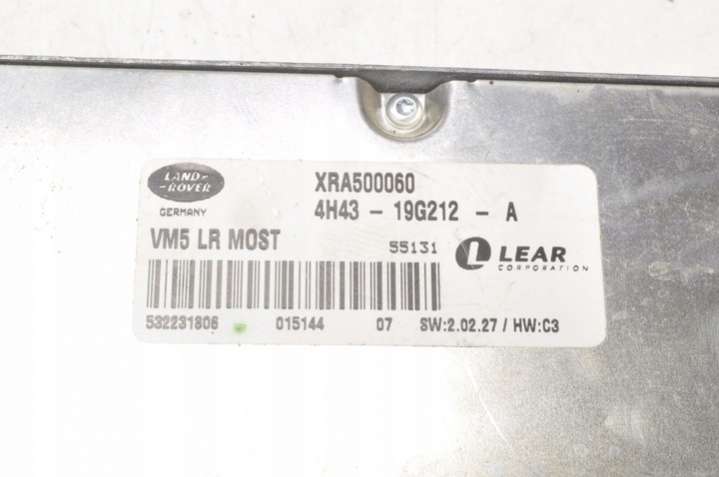 LAND-
ROVER
GERMANY
XRA500060
4H43 - 19G212 - A
VM5 LR MOST
55131
L LEAR
CORPORATION
532231806 015144 07 SW:2.02.27 / HW:C3